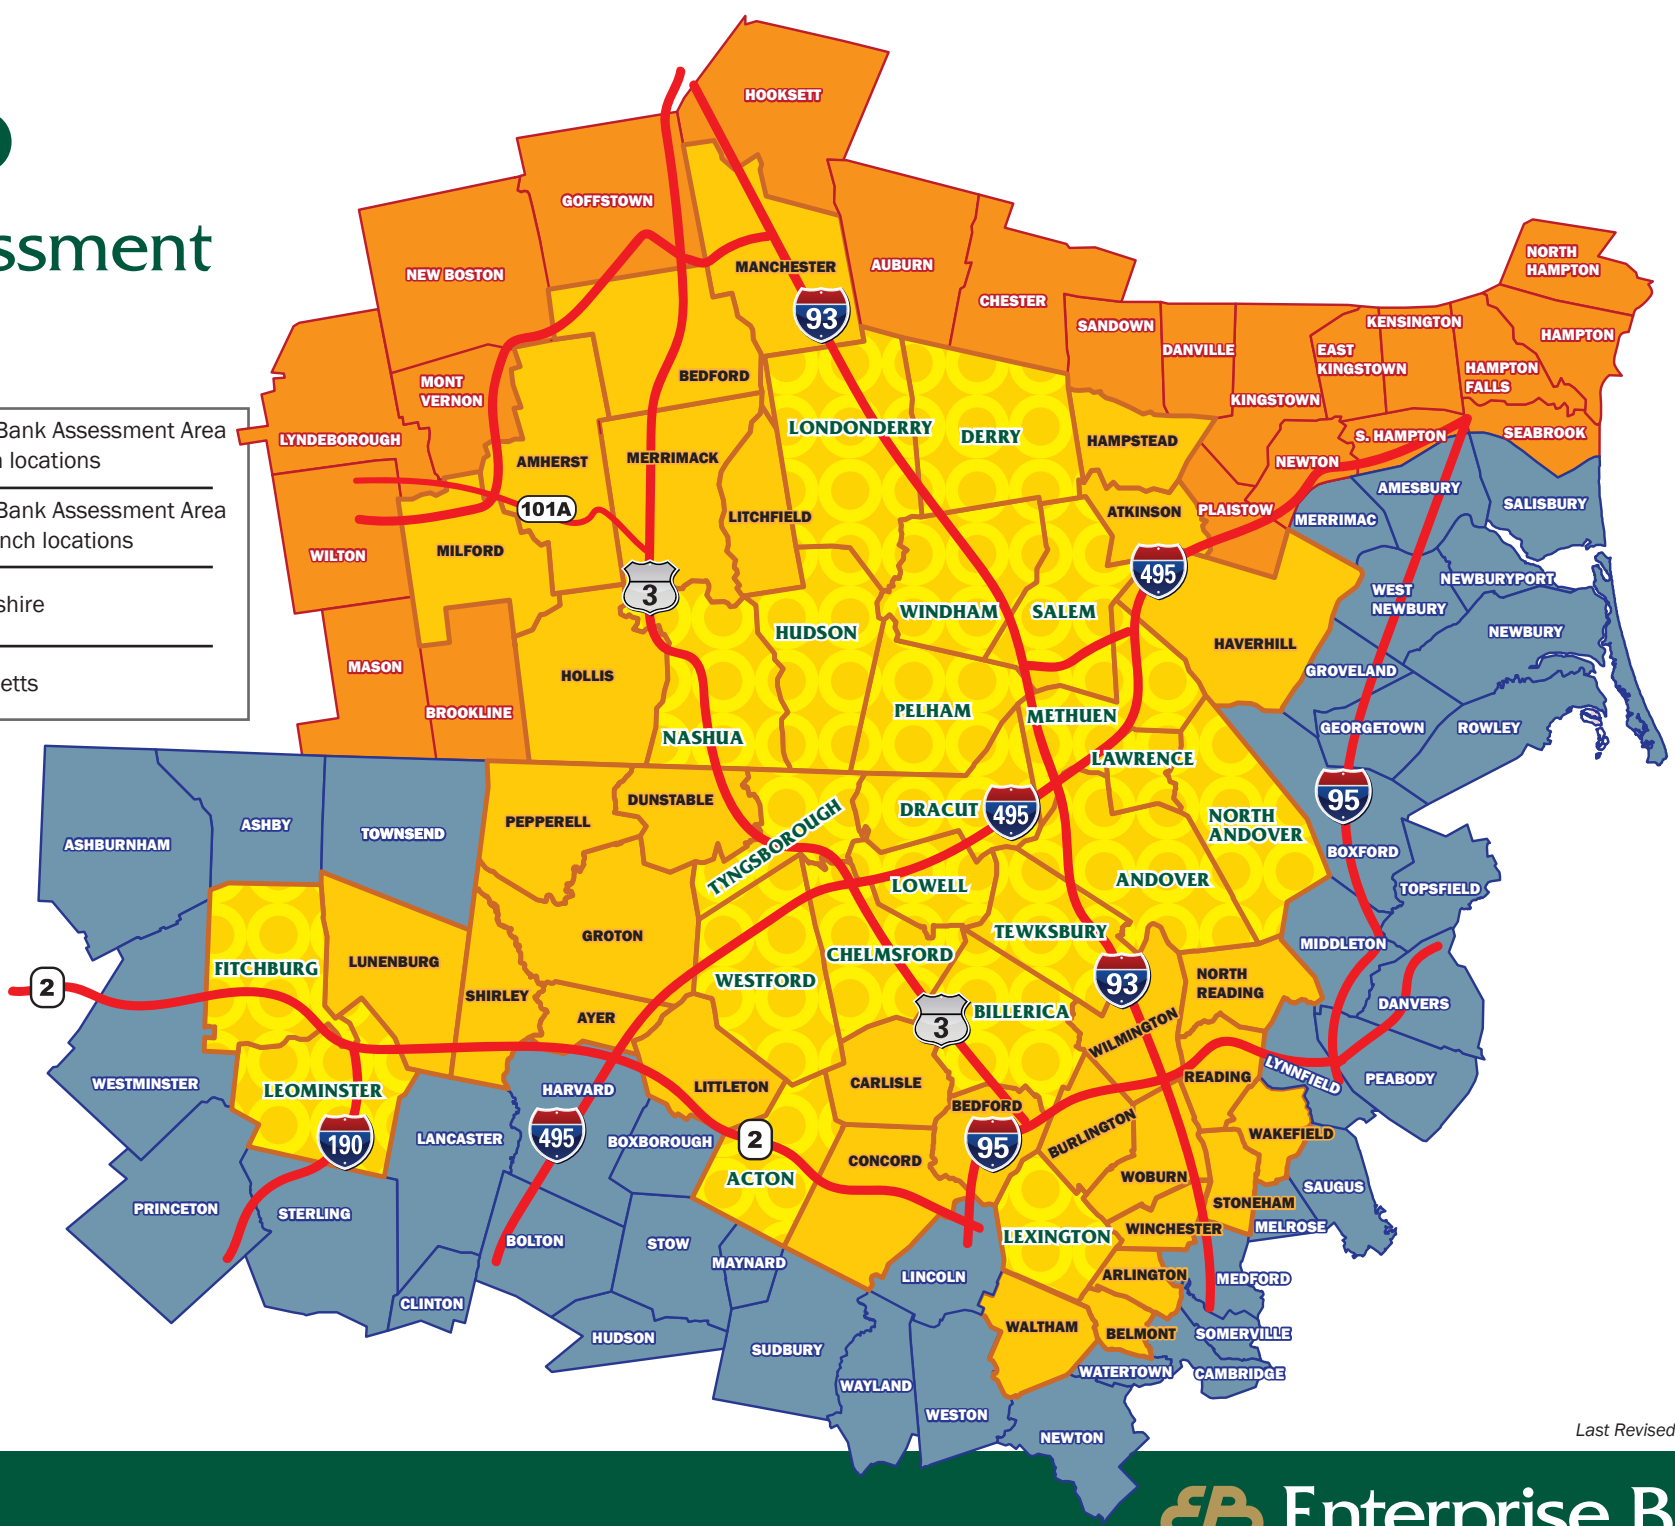 ssment
Bank Assessment Area
locations
Bank Assessment Area
nch locations
shire
etts
HOOKSETT
GOFFSTOWN
NEW BOSTON
MANCHESTER
AUBURN
CHESTER
93
NORTH
HAMPTON
SANDOWN
DANVILLE
KENSINGTON
HAMPTON
EAST
KINGSTOWN
HAMPTON
FALLS
KINGSTOWN
MONT
VERNON
BEDFORD
LYNDEBOROUGH
AMHERST
MERRIMACK
LONDONDERRY
DERRY
HAMPSTEAD
S. HAMPTON
SEABROOK
NEWTON
AMESBURY
SALISBURY
101A
LITCHFIELD
ATKINSON
PLAISTOW
MERRIMAC
WILTON
MILFORD
3
495
WEST
NEWBURY
NEWBURYPORT
HUDSON
WINDHAM
SALEM
HAVERHILL
NEWBURY
MASON
HOLLIS
GROVELAND
BROOKLINE
NASHUA
PELHAM
METHUEN
GEORGETOWN
ROWLEY
LAWRENCE
95
ASHBURNHAM
ASHBY
TOWNSEND
PEPPERELL
DUNSTABLE
TYNGSBOROUGH
DRACUT
495
NORTH
ANDOVER
BOXFORD
TOPSFIELD
LOWELL
ANDOVER
GROTON
TEWKSBURY
MIDDLETON
FITCHBURG
LUNENBURG
CHELMSFORD
WESTFORD
93
NORTH
READING
DANVERS
2
SHIRLEY
AYER
3
BILLERICA
WILMINGTON
WESTMINSTER
LEOMINSTER
HARVARD
LITTLETON
CARLISLE
READING
LYNNFIELD
PEABODY
BEDFORD
190
LANCASTER
495
BOXBOROUGH
2
CONCORD
95
BURLINGTON
WAKEFIELD
ACTON
WOBURN
SAUGUS
PRINCETON
STERLING
STONEHAM
BOLTON
STOW
MAYNARD
LEXINGTON
WINCHESTER
MELROSE
LINCOLN
ARLINGTON
MEDFORD
CLINTON
HUDSON
SUDBURY
WALTHAM
BELMONT
SOMERVILLE
WAYLAND
WATERTOWN
CAMBRIDGE
WESTON
NEWTON
Last Revised
Enterprise B